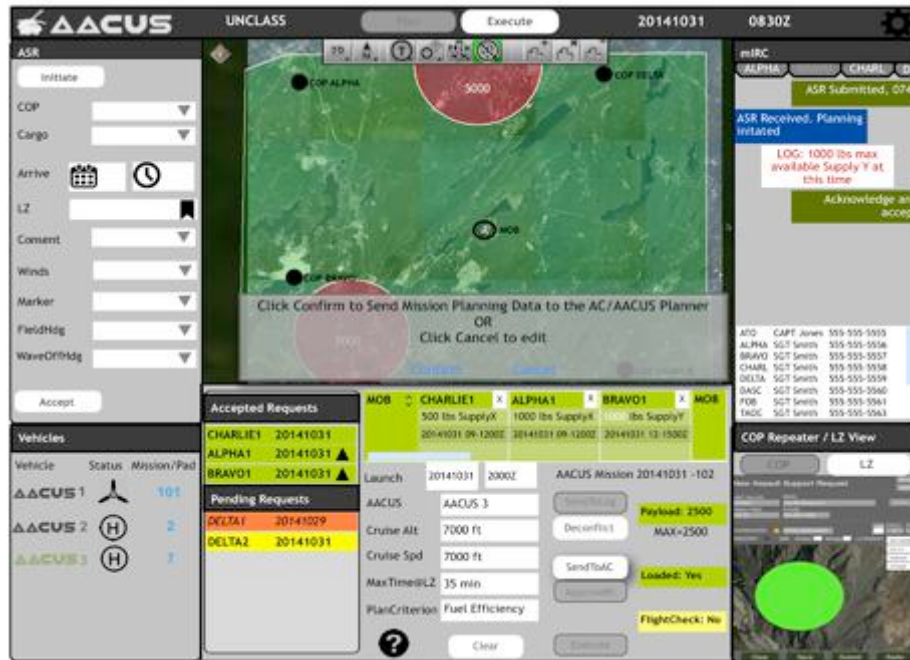 AACUS
UNCLASS
Execute
20141031
0830Z
ASR
Initiate
COP
Cargo
Arrive
LZ
Consent
Winds
Marker
FieldHdg
WaveOffHdg
Accept
COP ALPHA
5000
COP DELTA
MOB
COP BRAVO
Click Confirm to Send Mission Planning Data to the AC/AACUS Planner
OR
Click Cancel to edit
Confirm Cancel
mIRC
ALPHA CHARL D
ASR Submitted, 074
ASR Received. Planning
Initated
LOG: 1000 lbs max
available Supply Y at
this time
Acknowledge an
accep
ATO CAPT Jones 555-555-5555
ALPHA SGT Smith 555-555-5556
BRAVO SGT Smith 555-555-5557
CHARL SGT Smith 555-555-5558
DELTA SGT Smith 555-555-5559
DASC SGT Smith 555-555-5560
FOB SGT Smith 555-555-5561
TAOC SGT Smith 555-555-5563
Vehicles
Vehicle Status Mission/Pad
AACUS 1 101
AACUS 2 H 2
AACUS 3 H
Accepted Requests
CHARLIE1 20141031
ALPHA1 20141031
BRAVO1 20141031
Pending Requests
DELTA1 20141029
DELTA2 20141031
MOB CHARLIE1 X ALPHA1 X BRAVO1 X MOB
500 lbs SupplyX 1000 lbs SupplyX 1000 lbs SupplyY
20141031 09-1200Z 20141031 09-1200Z 20141031 12-1500Z
Launch 20141031 2000Z AACUS Mission 20141031 -102
AACUS AACUS 3 SendToLog Payload: 2500
Cruise Alt 7000 ft Deconflict MAX=2500
Cruise Spd 7000 ft
MaxTime@LZ 35 min SendToAC Loaded: Yes
PlanCriterion Fuel Efficiency FlightCheck: No
? Clear Execute
COP Repeater / LZ View
COP LZ
New Assault Support Request